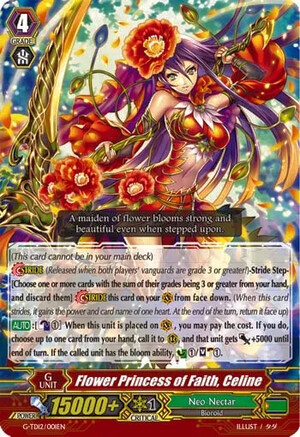 4
GRADE
A maiden of flower blooms strong and
beautiful even when stepped upon.
(This card cannot be in your main deck)
STRIDE (Released when both players' vanguards are grade 3 or greater!)-Stride Step-
[Choose one or more cards with the sum of their grades being 3 or greater from your hand,
and discard them] STRIDE this card on your from face down. (When this card
strides, it gains the power and card name of one heart. At the end of the turn, return it face up)
AUTO: When this unit is placed on , you may pay the cost. If you do,
choose up to one card from your hand, call it to , and that unit gets +5000 until
end of turn. If the called unit has the bloom ability,
G
UNIT
Flower Princess of Faith, Celine
POWER
15000+
1
CRITICAL
Neo Nectar
Bioroid
G-TD12/001EN
ILLUST / タダ